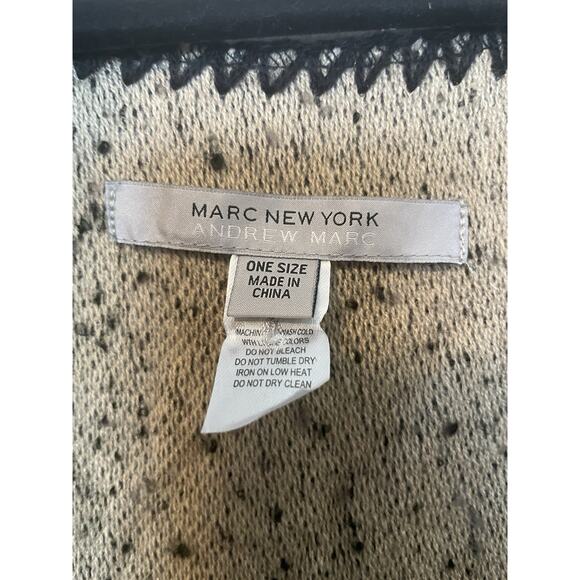 MARC NEW YORK
ANDREW MARC
ONE SIZE
MADE IN
CHINA
WASH COLD
COLORS
DO NOT BLEACH
DO NOT TUMBLE DRY
IRON ON LOW HEAT
DO NOT DRY CLEAN